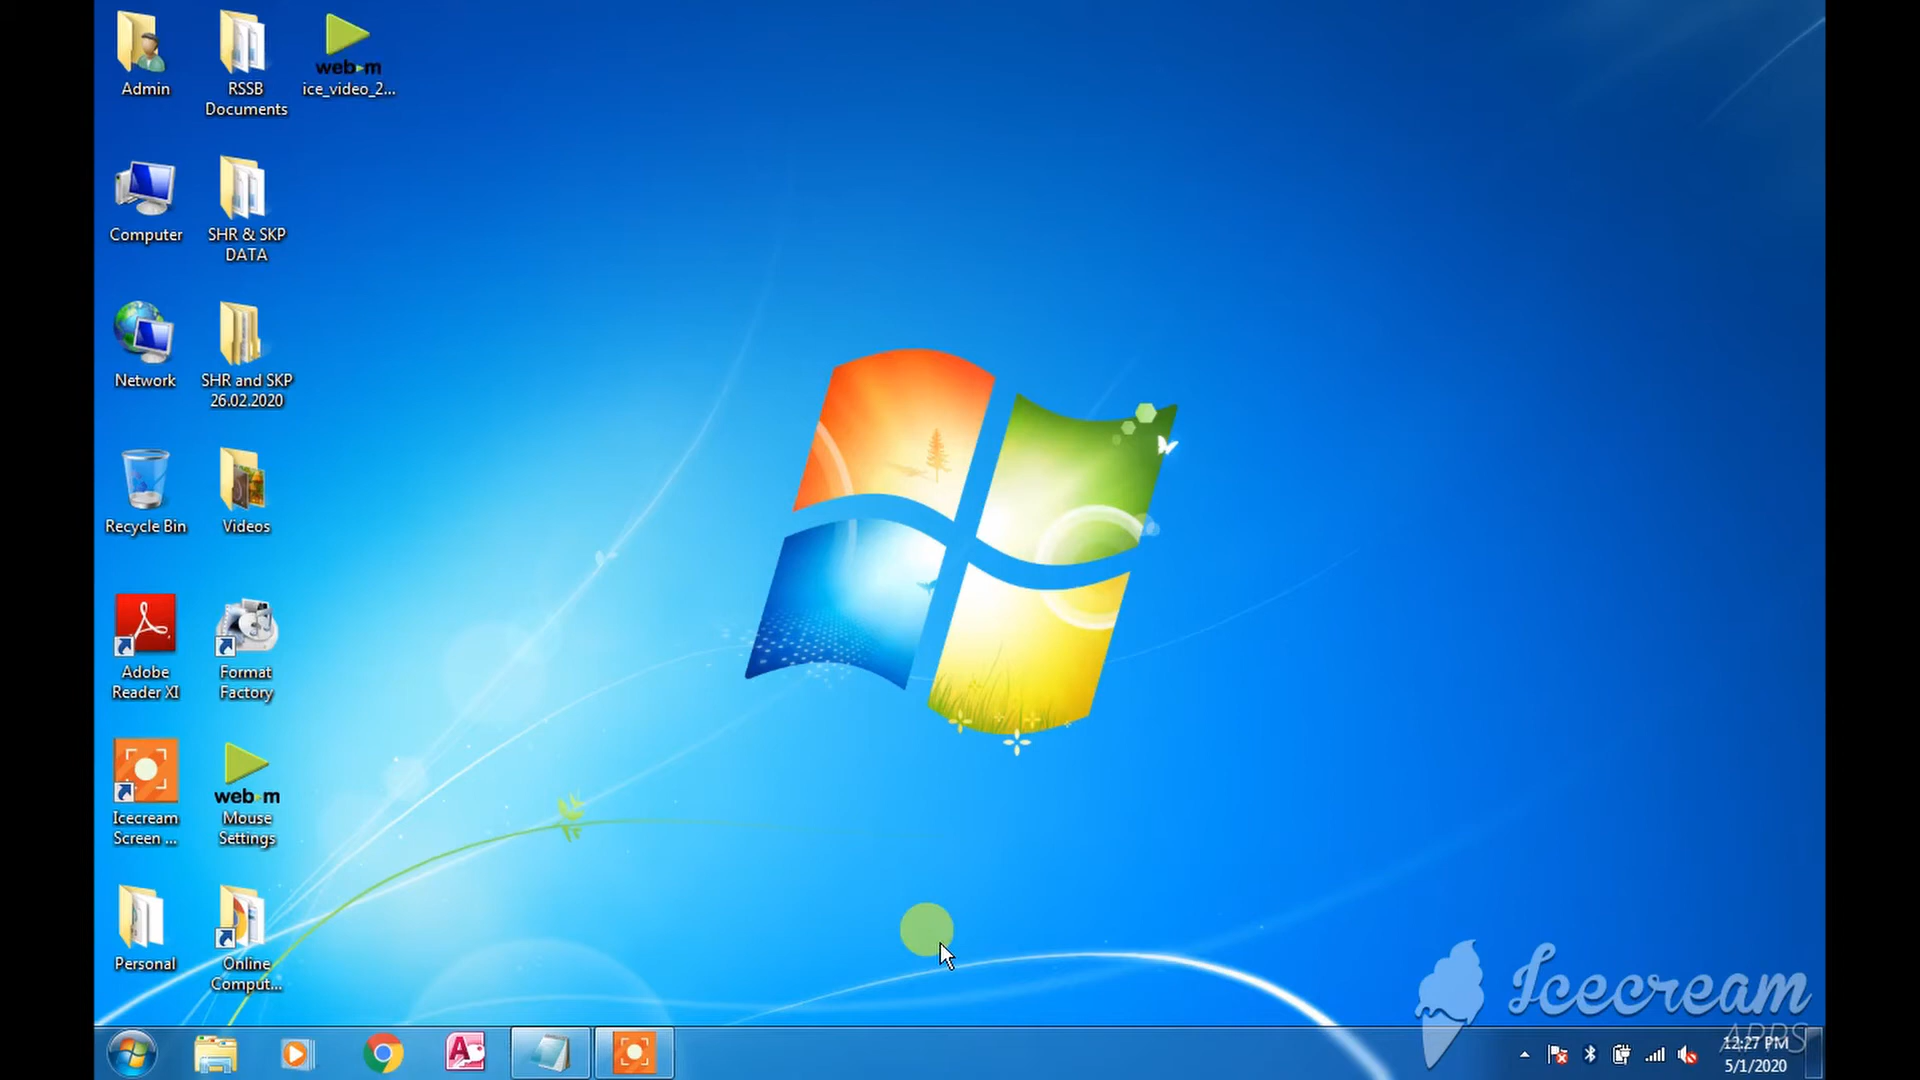 Admin
RSSB
Documents
web m
ice_video_2...
Computer
SHR & SKP
DATA
Network
SHR and SKP
26.02.2020
Recycle Bin
Videos
Adobe
Reader XI
Format
Factory
Icecream
Screen ...
web m
Mouse
Settings
Personal
Online
Comput...
Icecream
APPS
12:27 PM
5/1/2020